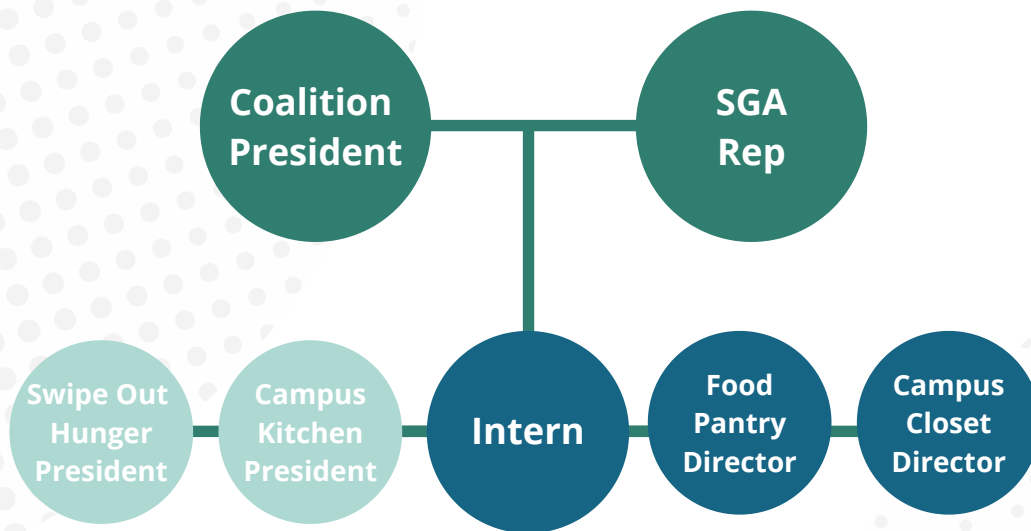 Coalition
President
SGA
Rep
Swipe Out
Hunger
President
Campus
Kitchen
President
Intern
Food
Pantry
Director
Campus
Closet
Director